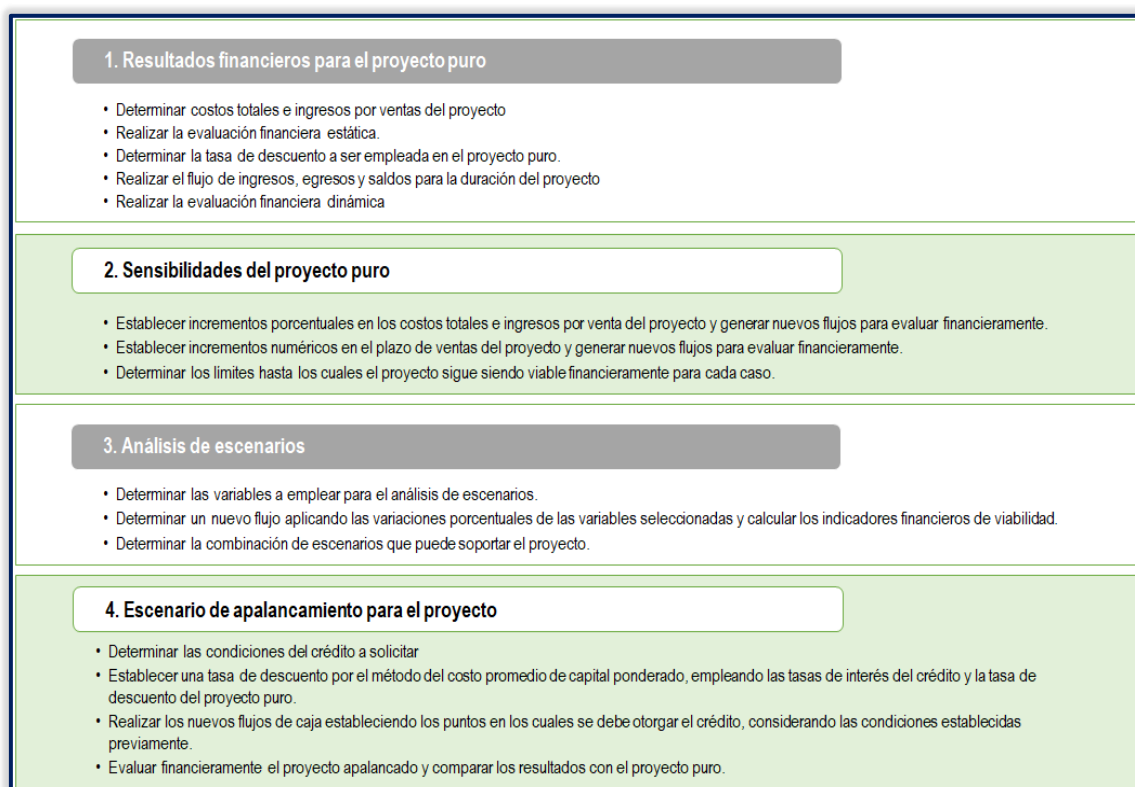 1. Resultados financieros para el proyecto puro
• Determinar costos totales e ingresos por ventas del proyecto
• Realizar la evaluación financiera estática.
• Determinar la tasa de descuento a ser empleada en el proyecto puro.
• Realizar el flujo de ingresos, egresos y saldos para la duración del proyecto
• Realizar la evaluación financiera dinámica
2. Sensibilidades del proyecto puro
• Establecer incrementos porcentuales en los costos totales e ingresos por venta del proyecto y generar nuevos flujos para evaluar financieramente.
• Establecer incrementos numéricos en el plazo de ventas del proyecto y generar nuevos flujos para evaluar financieramente.
• Determinar los límites hasta los cuales el proyecto sigue siendo viable financieramente para cada caso.
3. Análisis de escenarios
• Determinar las variables a emplear para el análisis de escenarios.
• Determinar un nuevo flujo aplicando las variaciones porcentuales de las variables seleccionadas y calcular los indicadores financieros de viabilidad.
• Determinar la combinación de escenarios que puede soportar el proyecto.
4. Escenario de apalancamiento para el proyecto
• Determinar las condiciones del crédito a solicitar
• Establecer una tasa de descuento por el método del costo promedio de capital ponderado, empleando las tasas de interés del crédito y la tasa de
descuento del proyecto puro.
• Realizar los nuevos flujos de caja estableciendo los puntos en los cuales se debe otorgar el crédito, considerando las condiciones establecidas
previamente.
• Evaluar financieramente el proyecto apalancado y comparar los resultados con el proyecto puro.